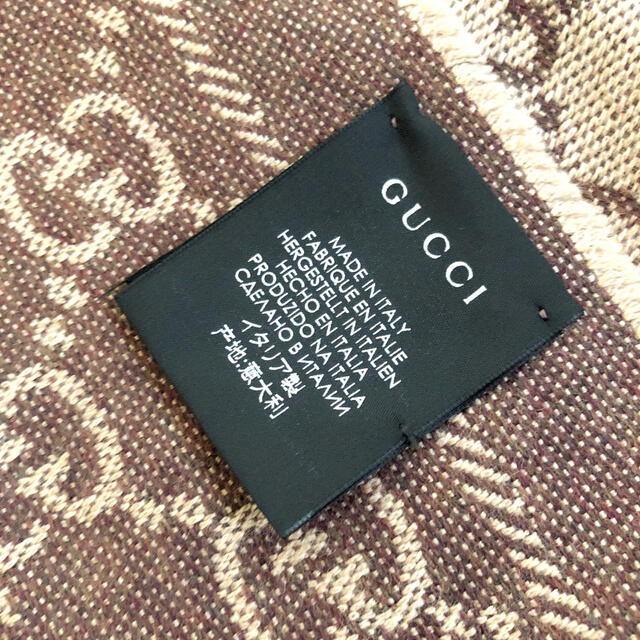 GUCCI
MADE IN ITALY
FABRIQUE EN ITALIE
HERGESTELLT IN ITALIEN
HECHO EN ITALIA
PRODUZIDO NA ITALIA
СДЕЛАНО В ИТАЛИИ
イタリア製
产地意大利